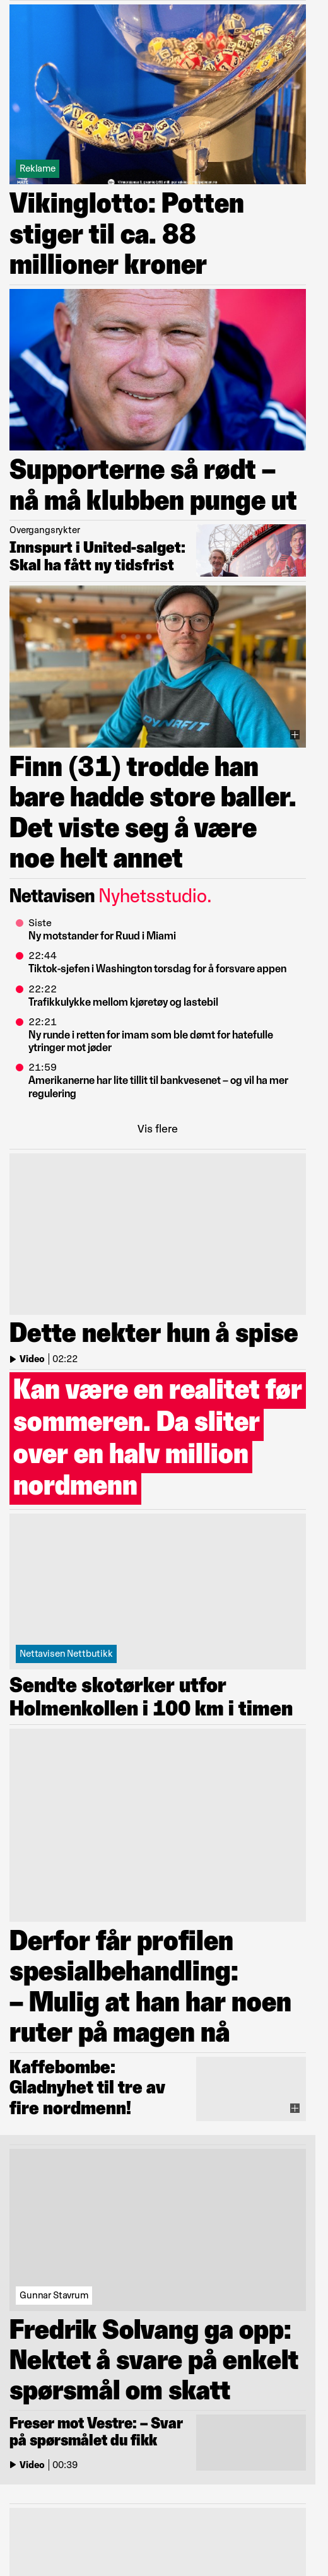 Reklame
Vikinglotto: Potten
stiger til ca. 88
millioner kroner
Supporterne så rødt –
nå må klubben punge ut
Overgangsrykter
Innspurt i United-salget:
Skal ha fått ny tidsfrist
DYNAFIT
Finn (31) trodde han
bare hadde store baller.
Det viste seg å være
noe helt annet
Nettavisen Nyhetsstudio.
Siste
Ny motstander for Ruud i Miami
22:44
Tiktok-sjefen i Washington torsdag for å forsvare appen
22:22
Trafikkulykke mellom kjøretøy og lastebil
22:21
Ny runde i retten for imam som ble dømt for hatefulle
ytringer mot jøder
21:59
Amerikanerne har lite tillit til bankvesenet – og vil ha mer
regulering
Vis flere
Dette nekter hun å spise
Video | 02:22
Kan være en realitet før
sommeren. Da sliter
over en halv million
nordmenn
Nettavisen Nettbutikk
Sendte skotørker utfor
Holmenkollen i 100 km i timen
Derfor får profilen
spesialbehandling:
– Mulig at han har noen
ruter på magen nå
Kaffebombe:
Gladnyhet til tre av
fire nordmenn!
Gunnar Stavrum
Fredrik Solvang ga opp:
Nektet å svare på enkelt
spørsmål om skatt
Freser mot Vestre: – Svar
på spørsmålet du fikk
Video | 00:39